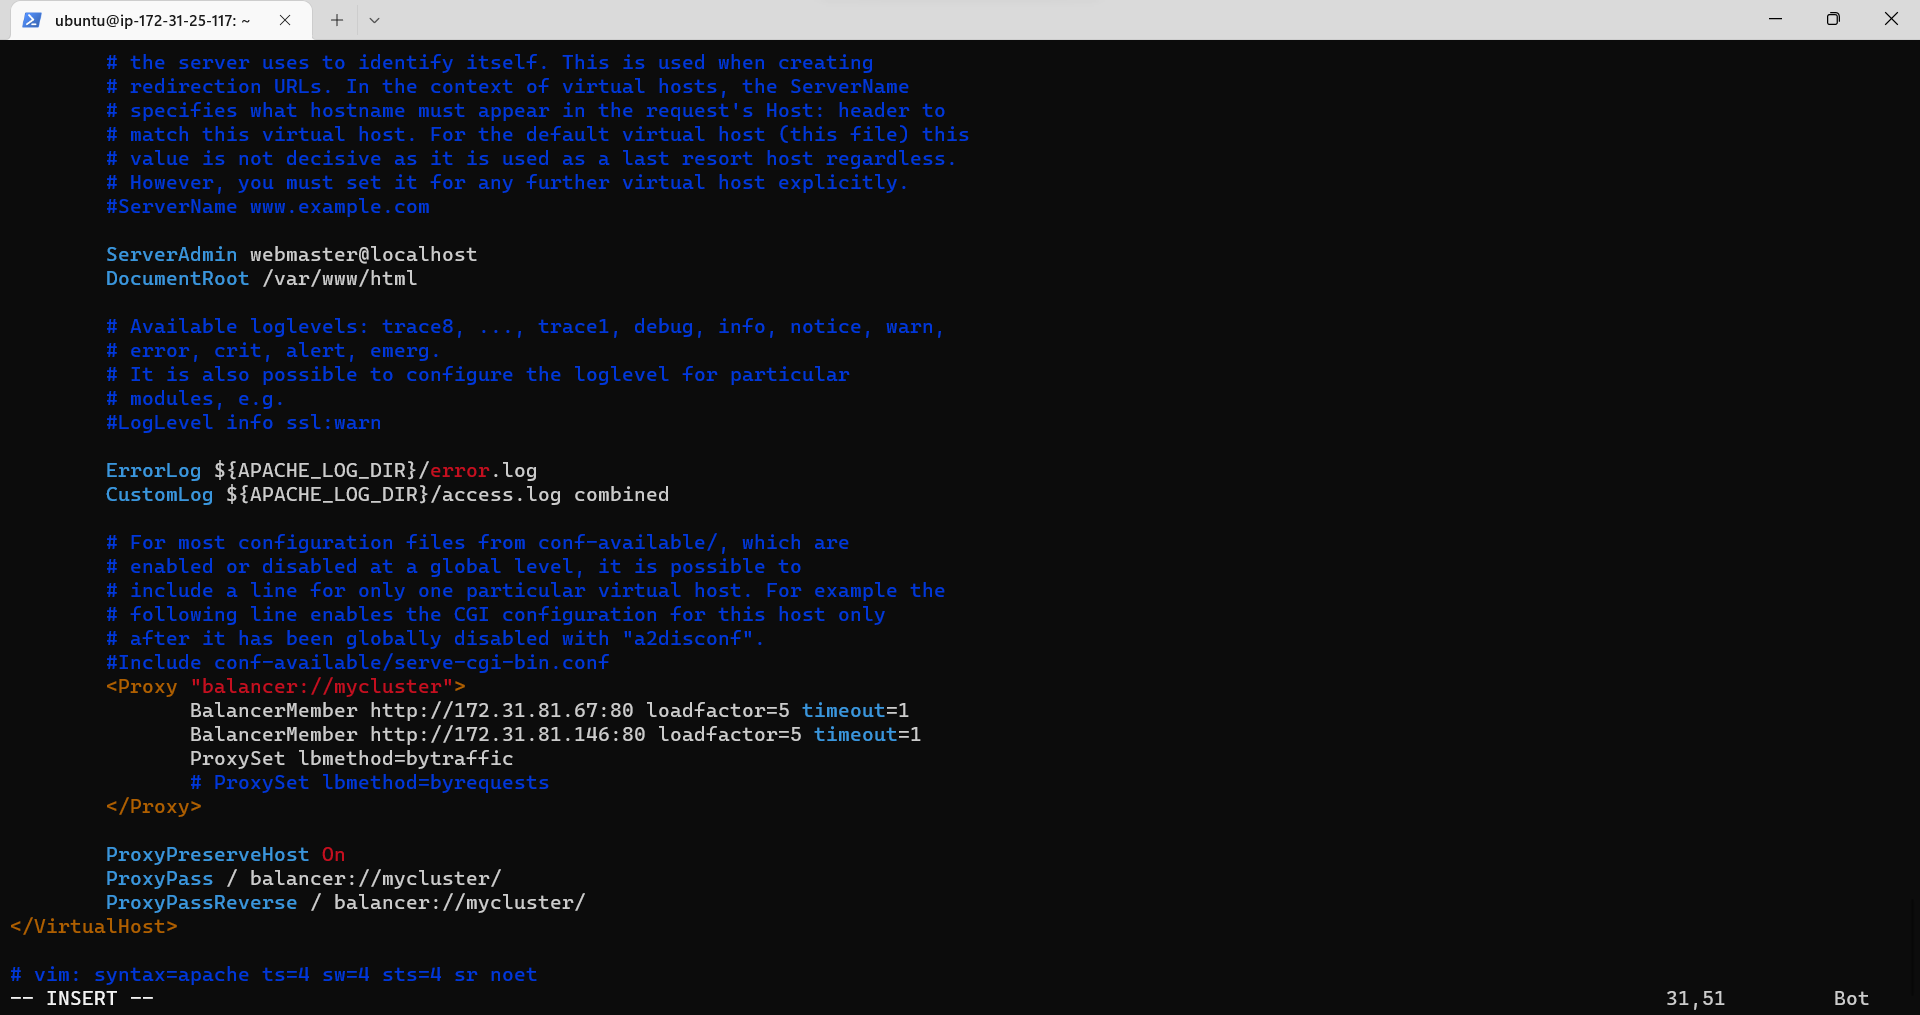 ubuntu@ip-172-31-25-117: ~
# the server uses to identify itself. This is used when creating
# redirection URLs. In the context of virtual hosts, the ServerName
# specifies what hostname must appear in the request's Host: header to
# match this virtual host. For the default virtual host (this file) this
# value is not decisive as it is used as a last resort host regardless.
# However, you must set it for any further virtual host explicitly.
#ServerName www.example.com
ServerAdmin webmaster@localhost
DocumentRoot /var/www/html
# Available loglevels: trace8, ..., trace1, debug, info, notice, warn,
# error, crit, alert, emerg.
# It is also possible to configure the loglevel for particular
# modules, e.g.
#LogLevel info ssl:warn
ErrorLog ${APACHE_LOG_DIR}/error.log
CustomLog ${APACHE_LOG_DIR}/access.log combined
# For most configuration files from conf-available/, which are
# enabled or disabled at a global level, it is possible to
# include a line for only one particular virtual host. For example the
# following line enables the CGI configuration for this host only
# after it has been globally disabled with "a2disconf".
#Include conf-available/serve-cgi-bin.conf
<Proxy "balancer://mycluster">
BalancerMember http://172.31.81.67:80 loadfactor=5 timeout=1
BalancerMember http://172.31.81.146:80 loadfactor=5 timeout=1
ProxySet lbmethod=bytraffic
# ProxySet lbmethod=byrequests
</Proxy>
ProxyPreserveHost On
ProxyPass / balancer://mycluster/
ProxyPassReverse / balancer://mycluster/
</VirtualHost>
# vim: syntax=apache ts=4 sw=4 sts=4 sr noet
-- INSERT -- 31,51 Bot